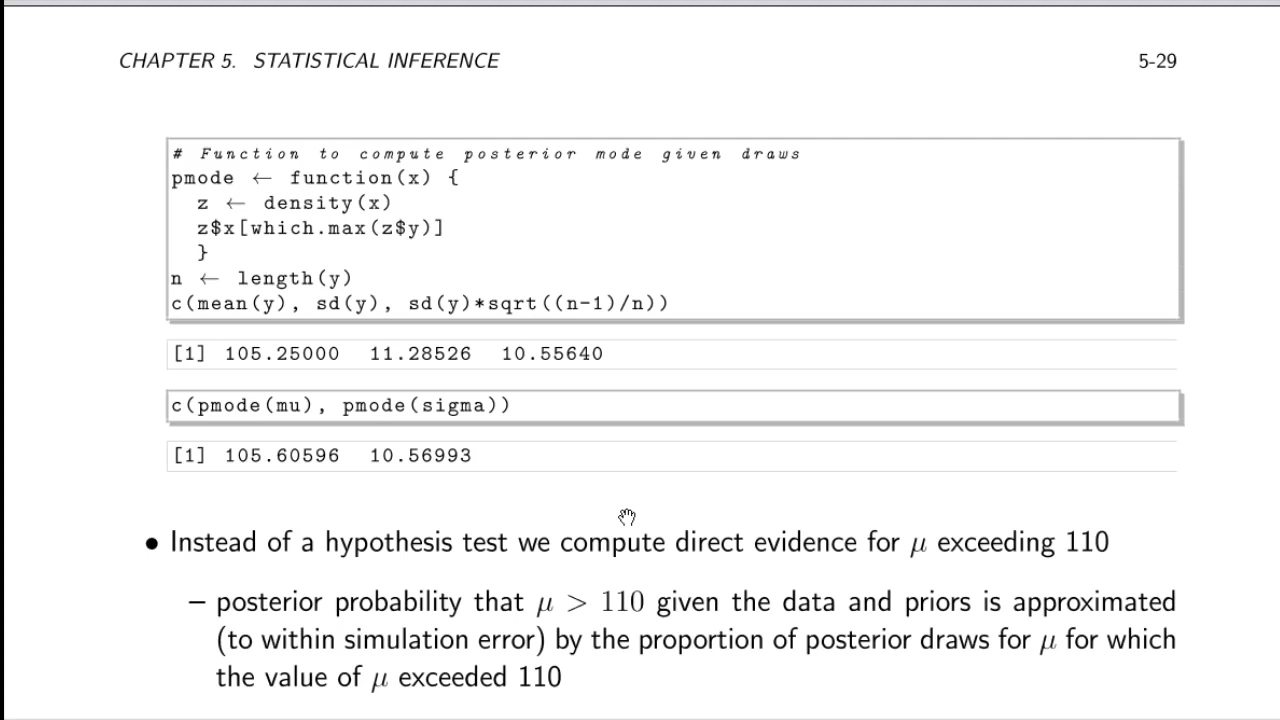 CHAPTER 5. STATISTICAL INFERENCE 5-29
# Function to compute posterior mode given draws
pmode ← function(x) {
z ← density(x)
z$x[which.max(z$y)]
}
n ← length(y)
c(mean(y), sd(y), sd(y)*sqrt((n-1)/n))
[1] 105.25000 11.28526 10.55640
c(pmode(mu), pmode(sigma))
[1] 105.60596 10.56993
• Instead of a hypothesis test we compute direct evidence for μ exceeding 110
– posterior probability that μ > 110 given the data and priors is approximated
(to within simulation error) by the proportion of posterior draws for μ for which
the value of μ exceeded 110